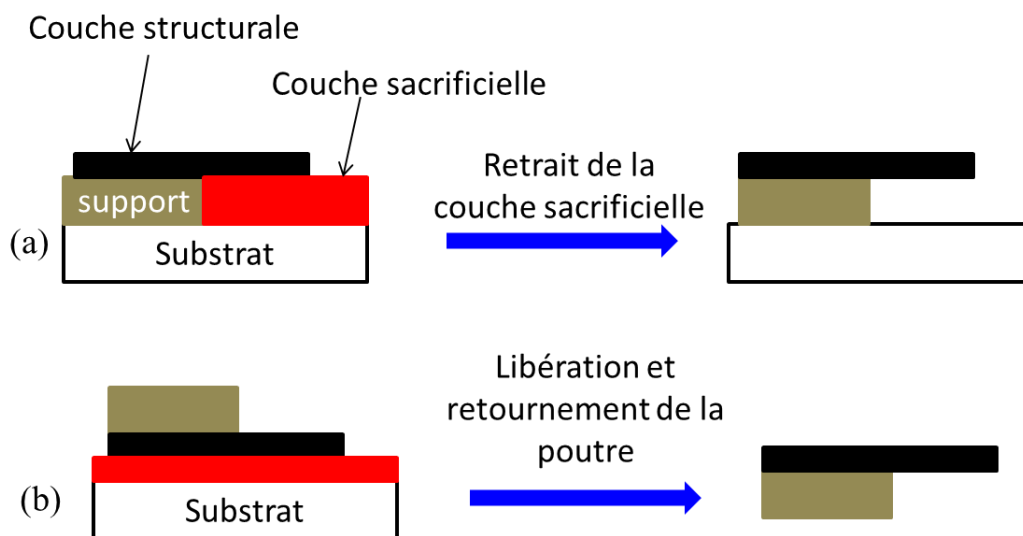 Couche structurale
Couche sacrificielle
support
(a)
Substrat
Retrait de la
couche sacrificielle
(b)
Substrat
Libération et
retournement de la
poutre